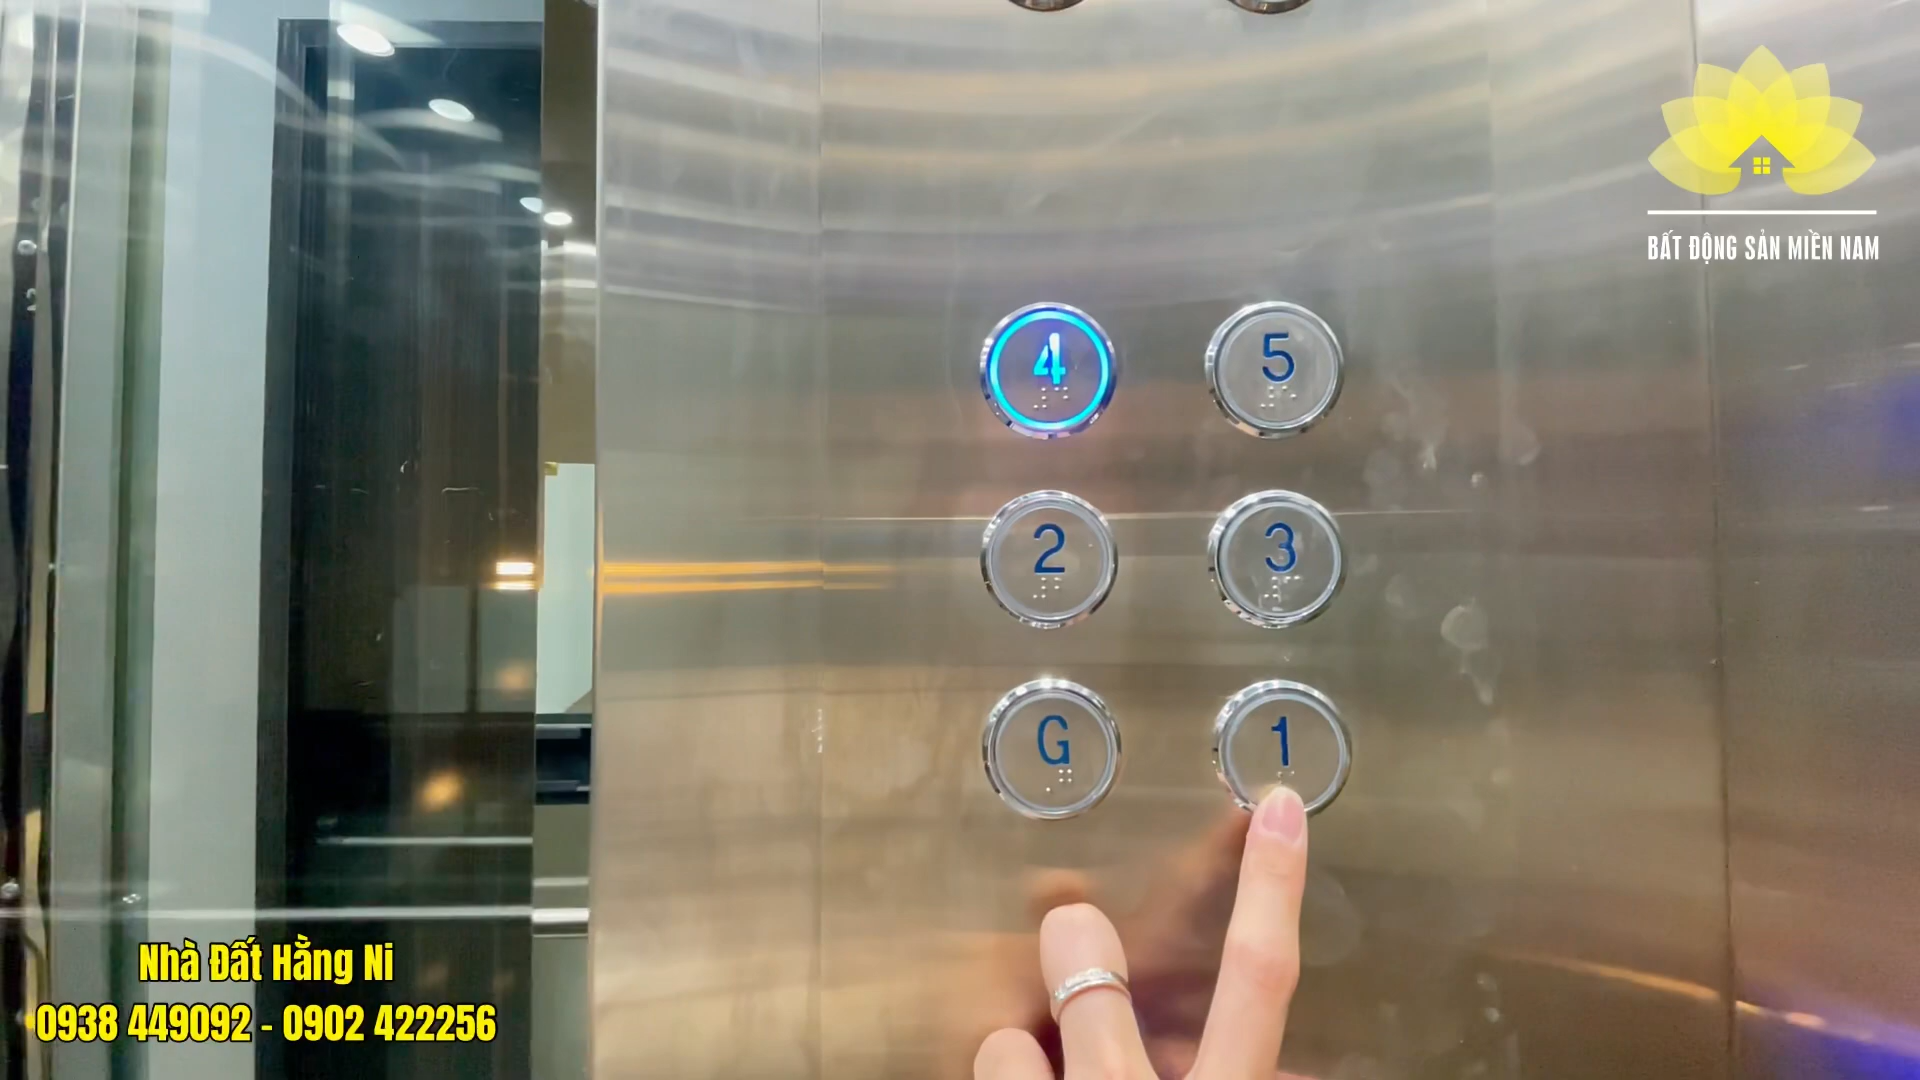 BẤT ĐỘNG SẢN MIỀN NAM
4 5
2 3
G 1
Nhà Đất Hằng Ni
0938 449092 - 0902 422256